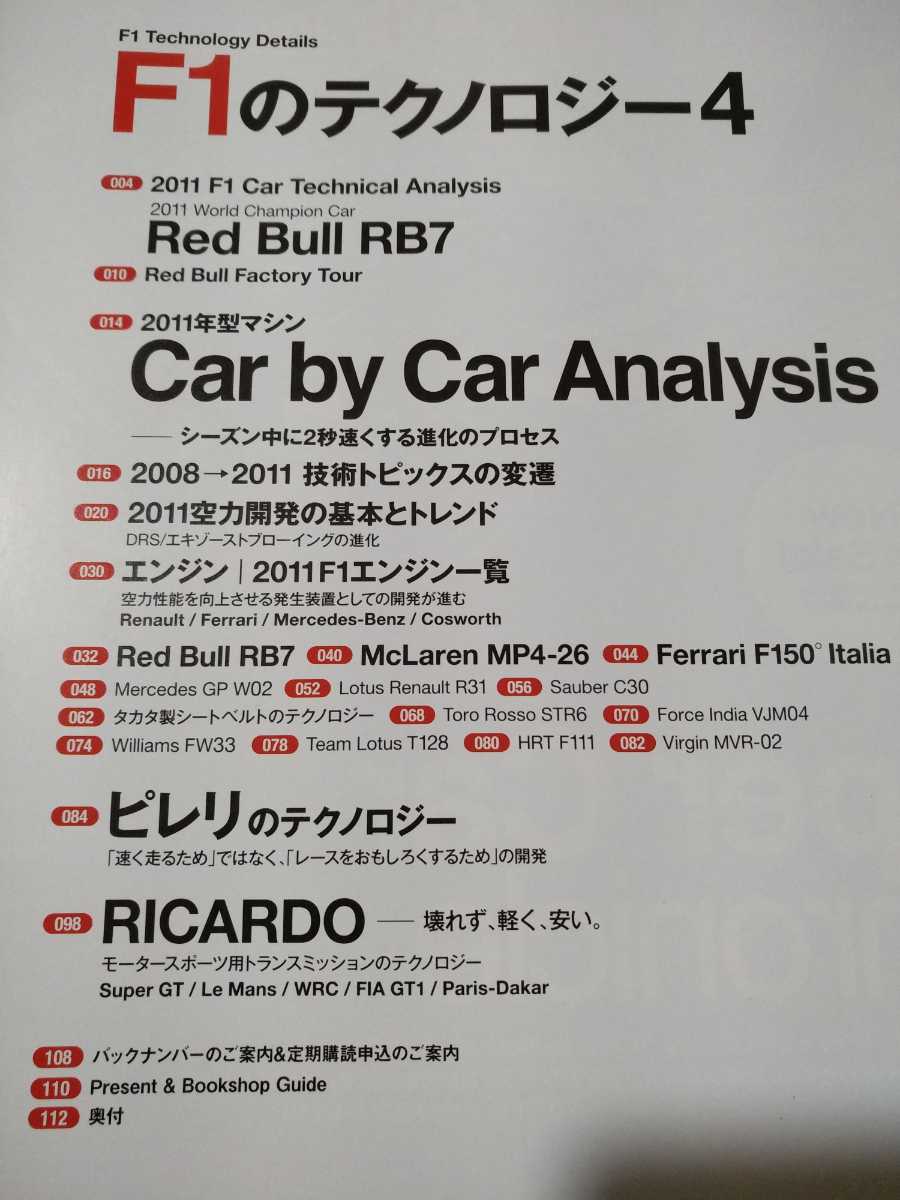 F1 Technology Details
F1のテクノロジー4
004 2011 F1 Car Technical Analysis
2011 World Champion Car
Red Bull RB7
010 Red Bull Factory Tour
014 2011年型マシン
Car by Car Analysis
── シーズン中に2秒速くする進化のプロセス
016 2008→2011 技術トピックスの変遷
020 2011空力開発の基本とトレンド
DRS/エキゾーストブローイングの進化
030 エンジン｜2011F1エンジン一覧
空力性能を向上させる発生装置としての開発が進む
Renault / Ferrari / Mercedes-Benz / Cosworth
032 Red Bull RB7 040 McLaren MP4-26 044 Ferrari F150° Italia
048 Mercedes GP W02 052 Lotus Renault R31 056 Sauber C30
062 タカタ製シートベルトのテクノロジー 068 Toro Rosso STR6 070 Force India VJM04
074 Williams FW33 078 Team Lotus T128 080 HRT F111 082 Virgin MVR-02
084 ピレリのテクノロジー
「速く走るため」ではなく、「レースをおもしろくするため」の開発
098 RICARDO ── 壊れず、軽く、安い。
モータースポーツ用トランスミッションのテクノロジー
Super GT / Le Mans / WRC / FIA GT1 / Paris-Dakar
108 バックナンバーのご案内&定期購読申込のご案内
110 Present & Bookshop Guide
112 奥付